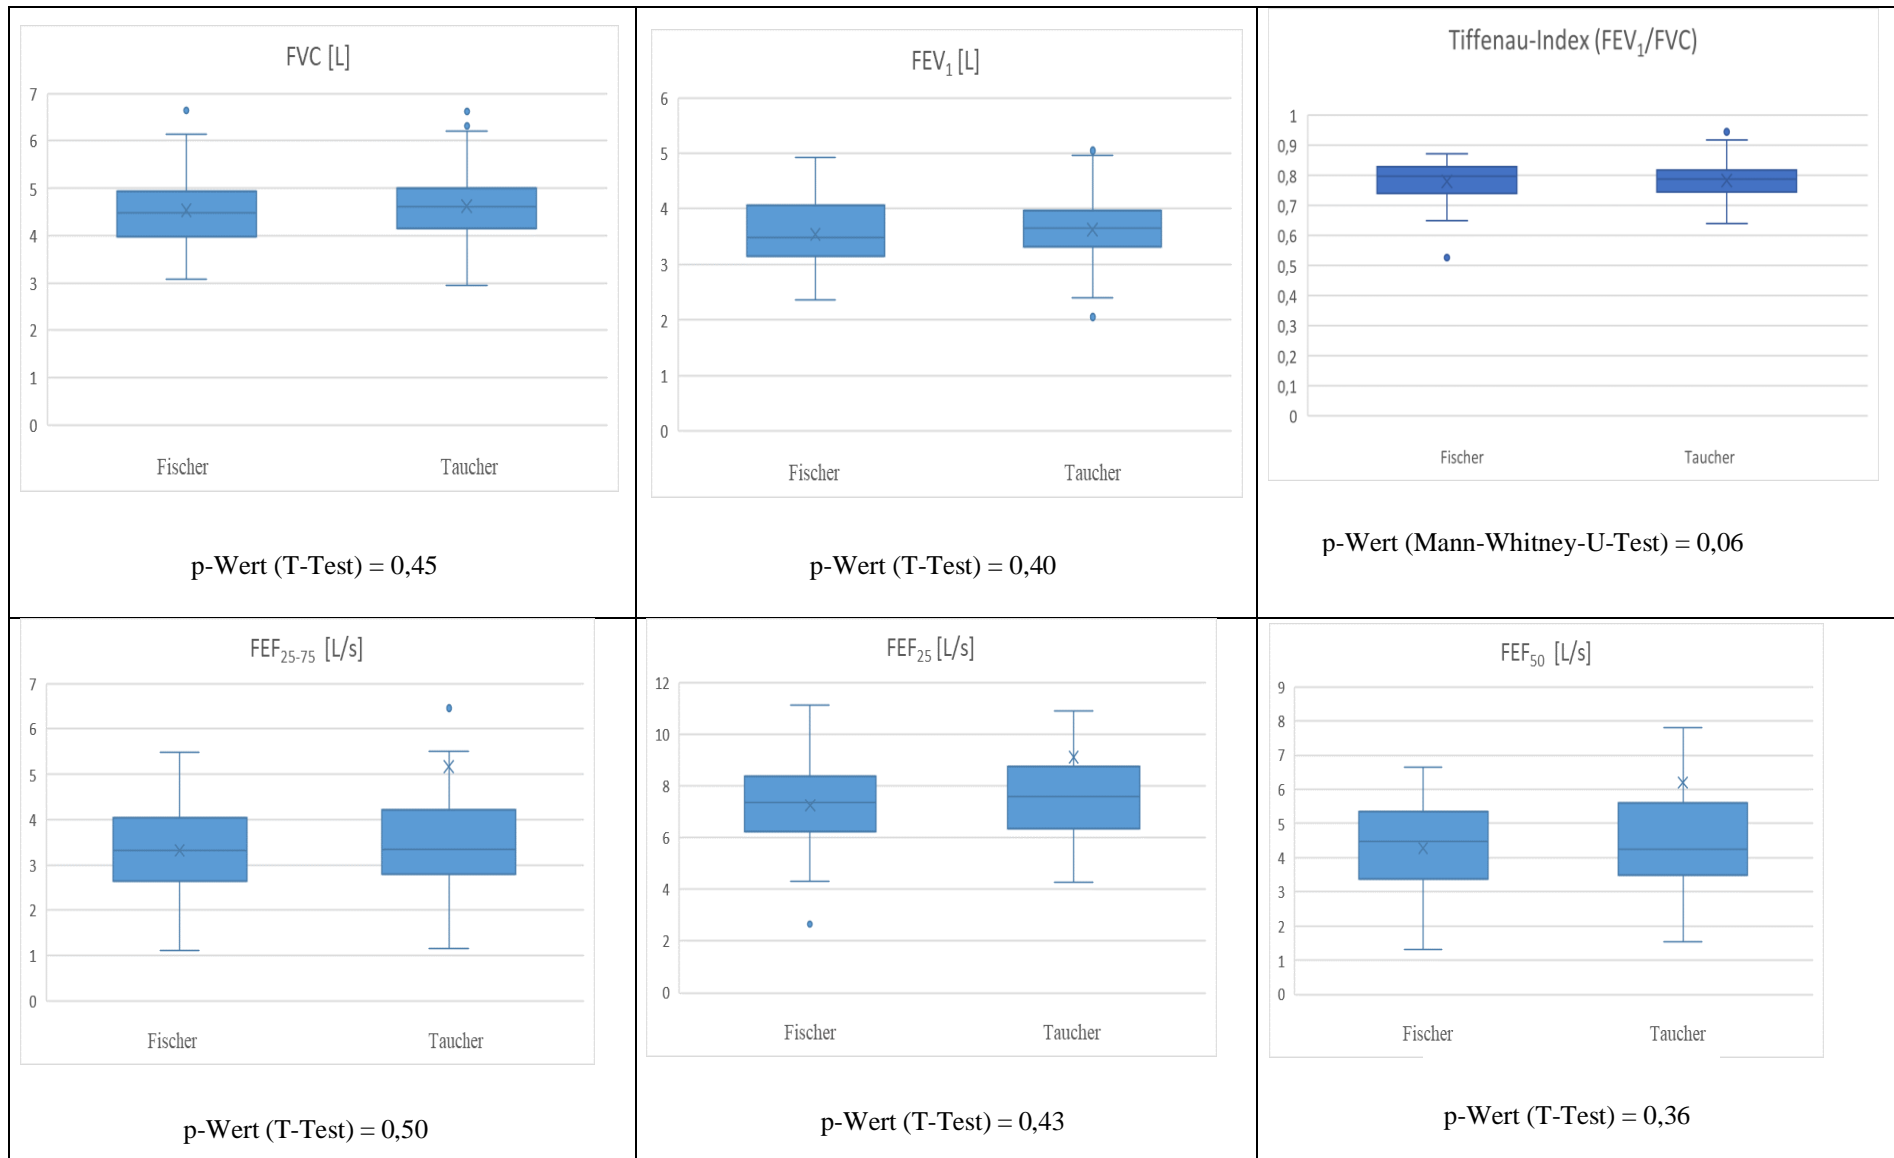 FVC [L]
7
6
5
4
3
2
1
0
Fischer Taucher
p-Wert (T-Test) = 0,45
FEV₁ [L]
6
5
4
3
2
1
0
Fischer Taucher
p-Wert (T-Test) = 0,40
Tiffenau-Index (FEV₁/FVC)
1
0,9
0,8
0,7
0,6
0,5
0,4
0,3
0,2
0,1
0
Fischer Taucher
p-Wert (Mann-Whitney-U-Test) = 0,06
FEF₂₅₋₇₅ [L/s]
7
6
5
4
3
2
1
0
Fischer Taucher
p-Wert (T-Test) = 0,50
FEF₂₅ [L/s]
12
10
8
6
4
2
0
Fischer Taucher
p-Wert (T-Test) = 0,43
FEF₅₀ [L/s]
9
8
7
6
5
4
3
2
1
0
Fischer Taucher
p-Wert (T-Test) = 0,36